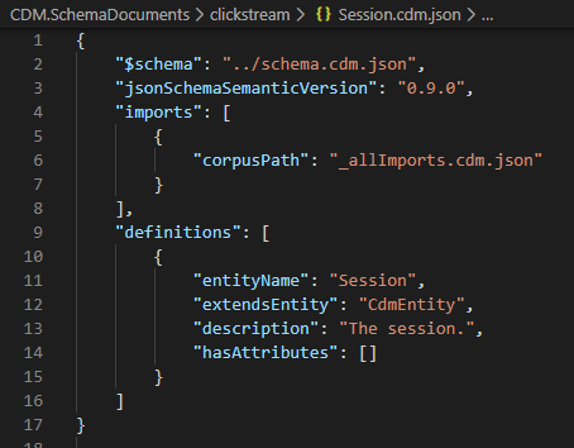 CDM.SchemaDocuments > clickstream > {} Session.cdm.json > ...
1 {
2 "$schema": "../schema.cdm.json",
3 "jsonSchemaSemanticVersion": "0.9.0",
4 "imports": [
5 {
6 "corpusPath": "_allImports.cdm.json"
7 }
8 ],
9 "definitions": [
10 {
11 "entityName": "Session",
12 "extendsEntity": "CdmEntity",
13 "description": "The session.",
14 "hasAttributes": []
15 }
16 ]
17 }
18